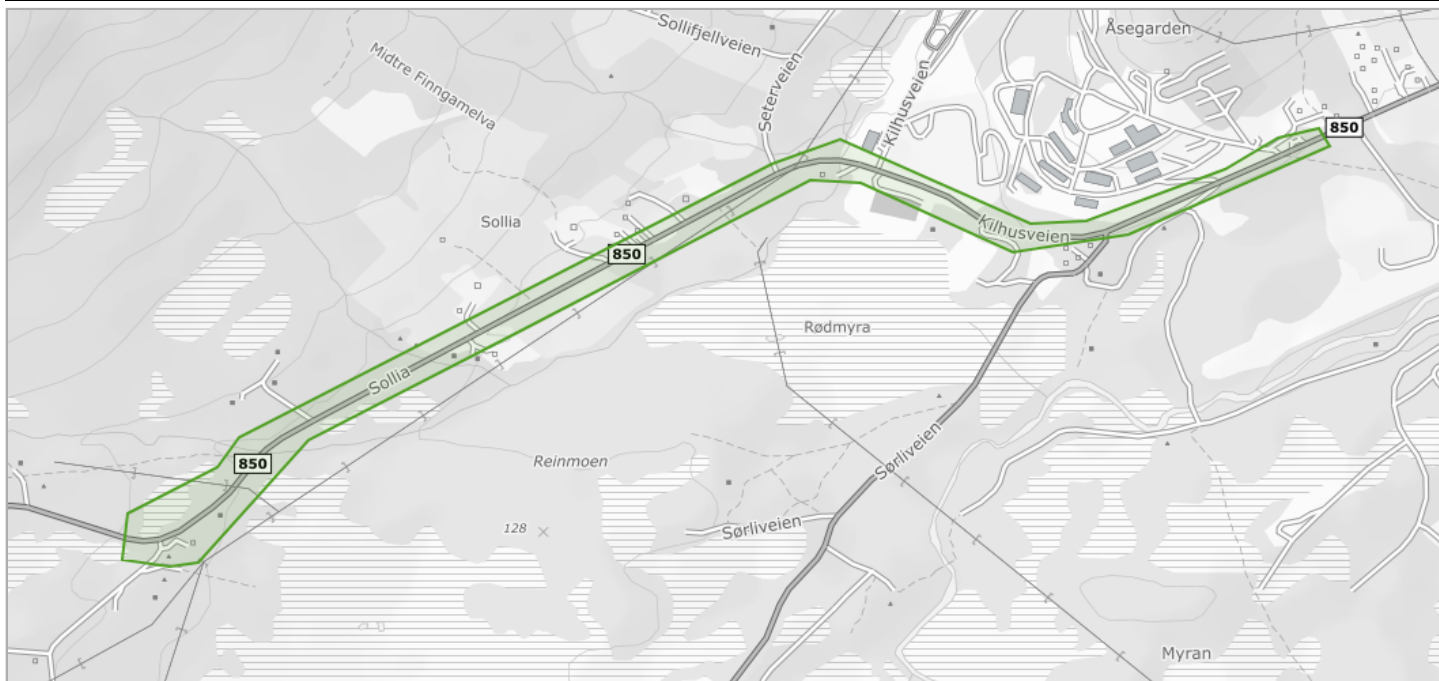 Åsegarden
Sollifjellveien
Midtre Finngamelva
Seterveien
Kilhusveien
850
Sollia
Kilhusveien
850
Rødmyra
Sollia
Sørliveien
850
Reinmoen
128
Sørliveien
Myran